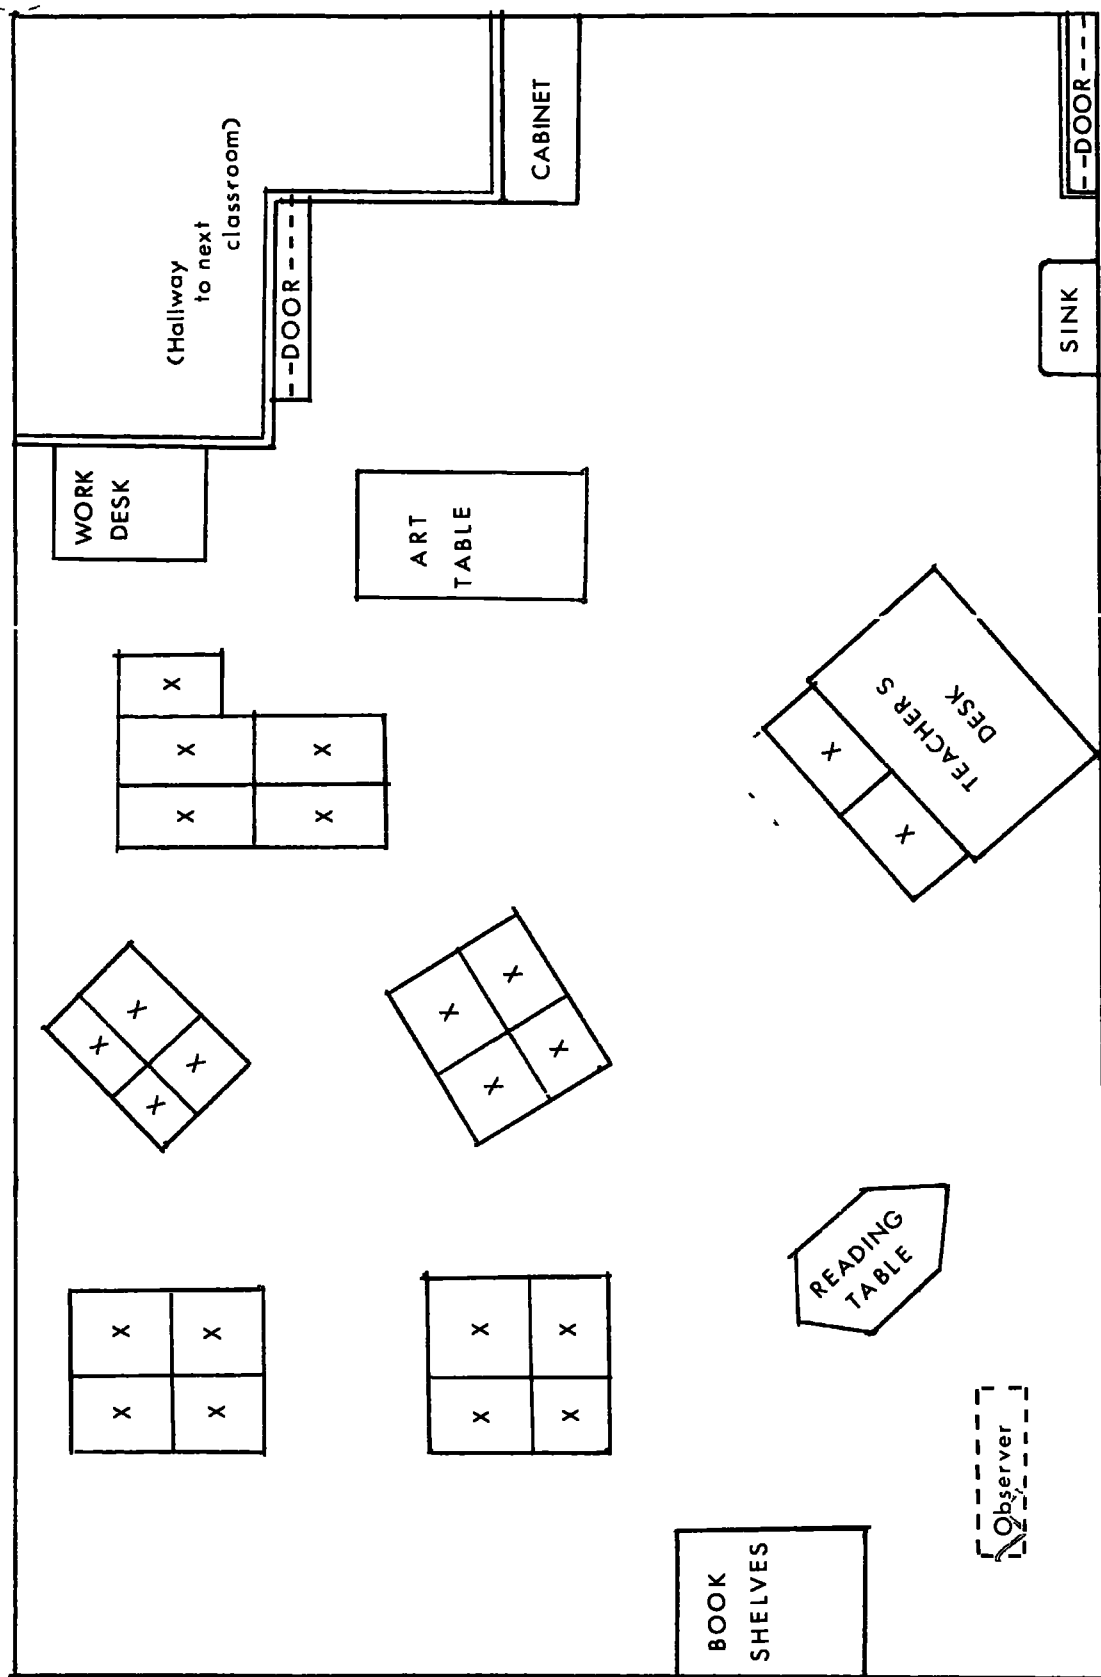 X X
X X
X X
X X
X X X
X X
WORK
DESK
(Hallway
to next
classroom)
--DOOR---
X X
X X
X X
X X
ART
TABLE
CABINET
BOOK
SHELVES
READING
TABLE
X X
TEACHER S
DESK
Observer
SINK
--DOOR---